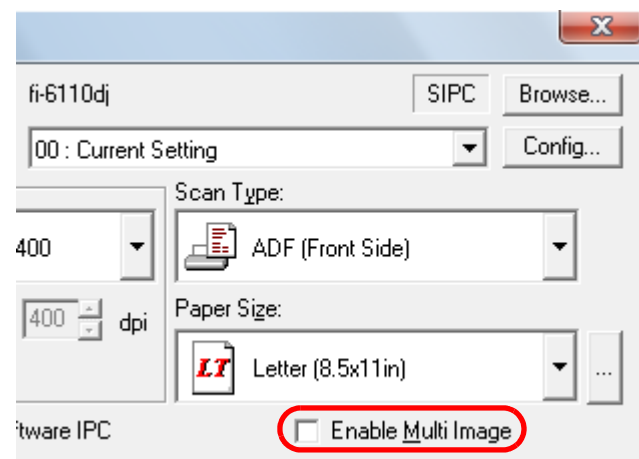 X
fi-6110dj SIPC Browse...
00 : Current Setting Config...
Scan Type:
400 ADF (Front Side)
400 dpi Paper Size:
LT Letter (8.5x11in) ...
tware IPC Enable Multi Image